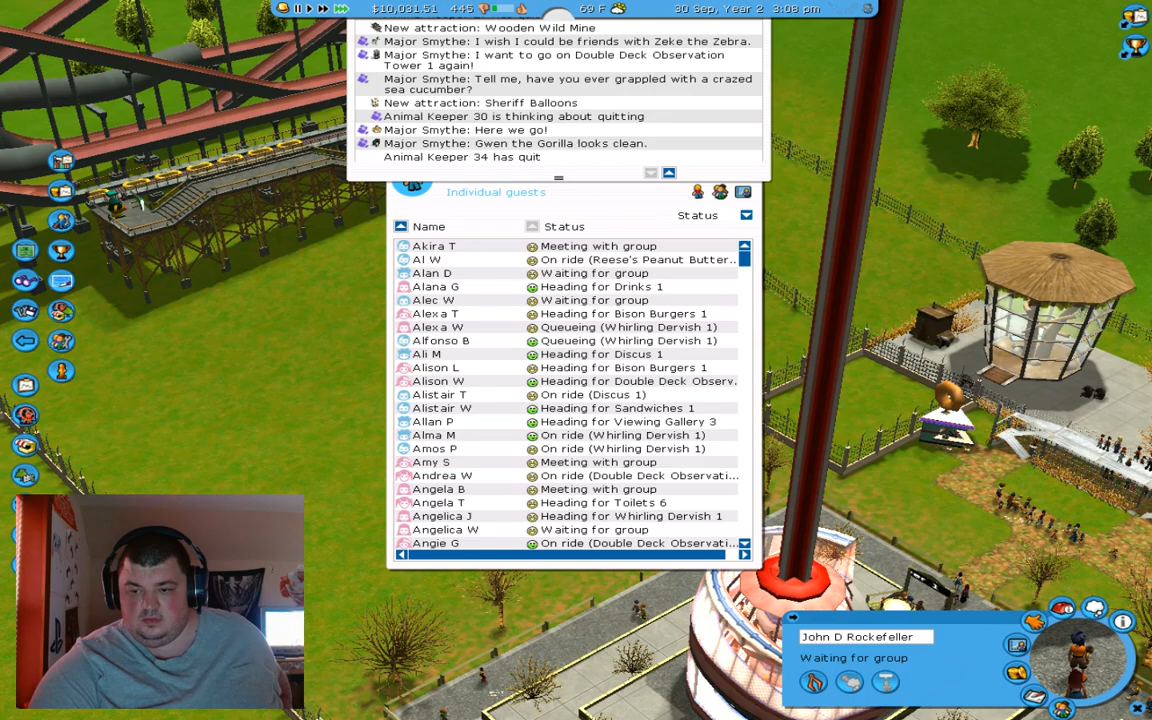 $10,031.51 445 69 F 30 Sep, Year 2 3:08 pm
New attraction: Wooden Wild Mine
Major Smythe: I wish I could be friends with Zeke the Zebra.
Major Smythe: I want to go on Double Deck Observation
Tower 1 again!
Major Smythe: Tell me, have you ever grappled with a crazed
sea cucumber?
New attraction: Sheriff Balloons
Animal Keeper 30 is thinking about quitting
Major Smythe: Here we go!
Major Smythe: Gwen the Gorilla looks clean.
Animal Keeper 34 has quit
Individual guests
Status
Name Status
Akira T Meeting with group
Al W On ride (Reese's Peanut Butter...
Alan D Waiting for group
Alana G Heading for Drinks 1
Alec W Waiting for group
Alexa T Heading for Bison Burgers 1
Alexa W Queueing (Whirling Dervish 1)
Alfonso B Queueing (Whirling Dervish 1)
Ali M Heading for Discus 1
Alison L Heading for Bison Burgers 1
Alison W Heading for Double Deck Observ.
Alistair T On ride (Discus 1)
Alistair W Heading for Sandwiches 1
Allan P Heading for Viewing Gallery 3
Alma M On ride (Whirling Dervish 1)
Amos P On ride (Whirling Dervish 1)
Amy S Meeting with group
Andrea W On ride (Double Deck Observati...
Angela B Meeting with group
Angela T Heading for Toilets 6
Angelica J Heading for Whirling Dervish 1
Angelica W Waiting for group
Angie G On ride (Double Deck Observati...
John D Rockefeller
Waiting for group